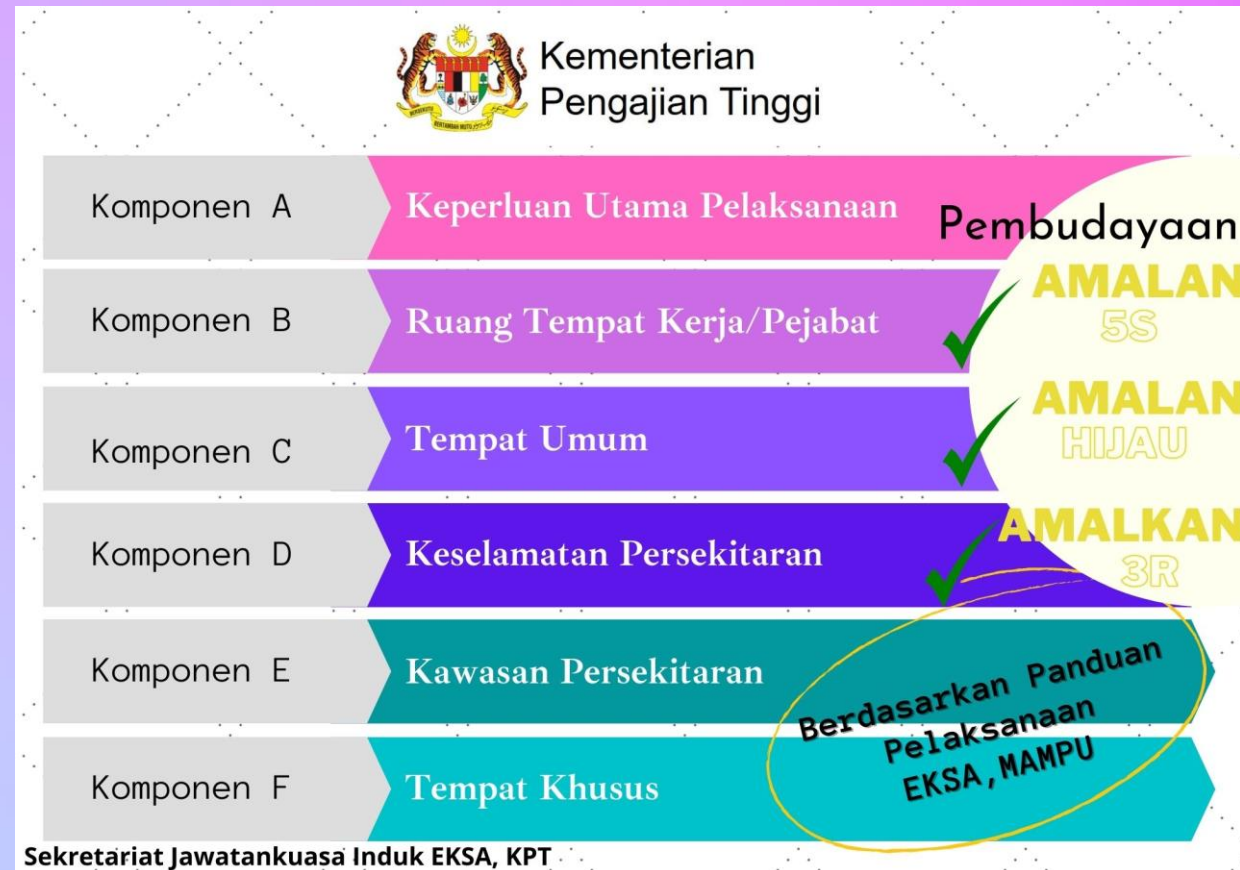 Kementerian
Pengajian Tinggi
Komponen A
Keperluan Utama Pelaksanaan
Pembudayaan
AMALAN
5S
Komponen B
Ruang Tempat Kerja/Pejabat
AMALAN
HIJAU
Komponen C
Tempat Umum
AMALKAN
3R
Komponen D
Keselamatan Persekitaran
Komponen E
Kawasan Persekitaran
Berdasarkan Panduan
Pelaksanaan
EKSA,MAMPU
Komponen F
Tempat Khusus
Sekretariat Jawatankuasa Induk EKSA, KPT